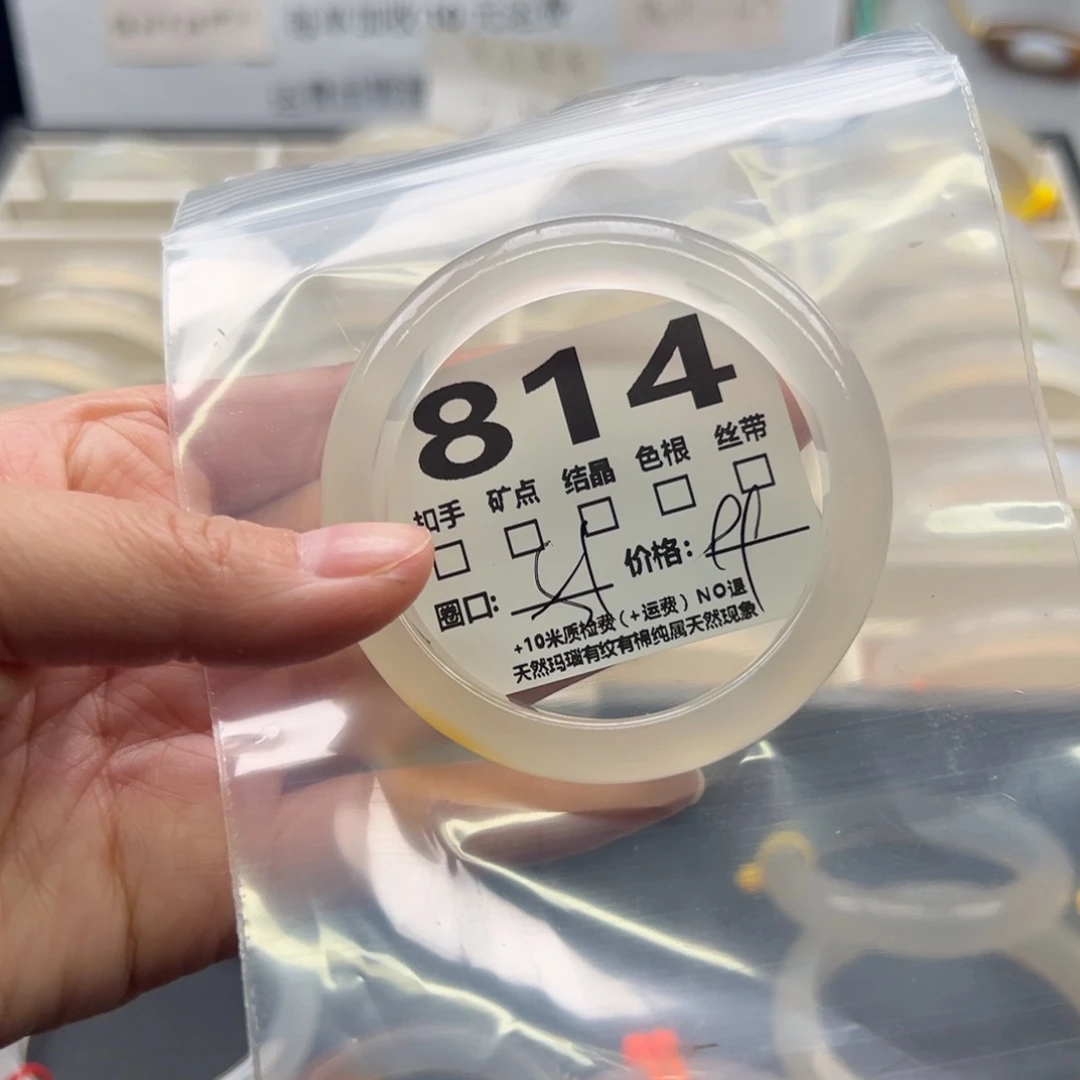 814
扣手 矿点 结晶 色根 丝带
圈口: 价格:
+10米质检费(+运费)NO退
天然玛瑙有纹有棉纯属天然现象